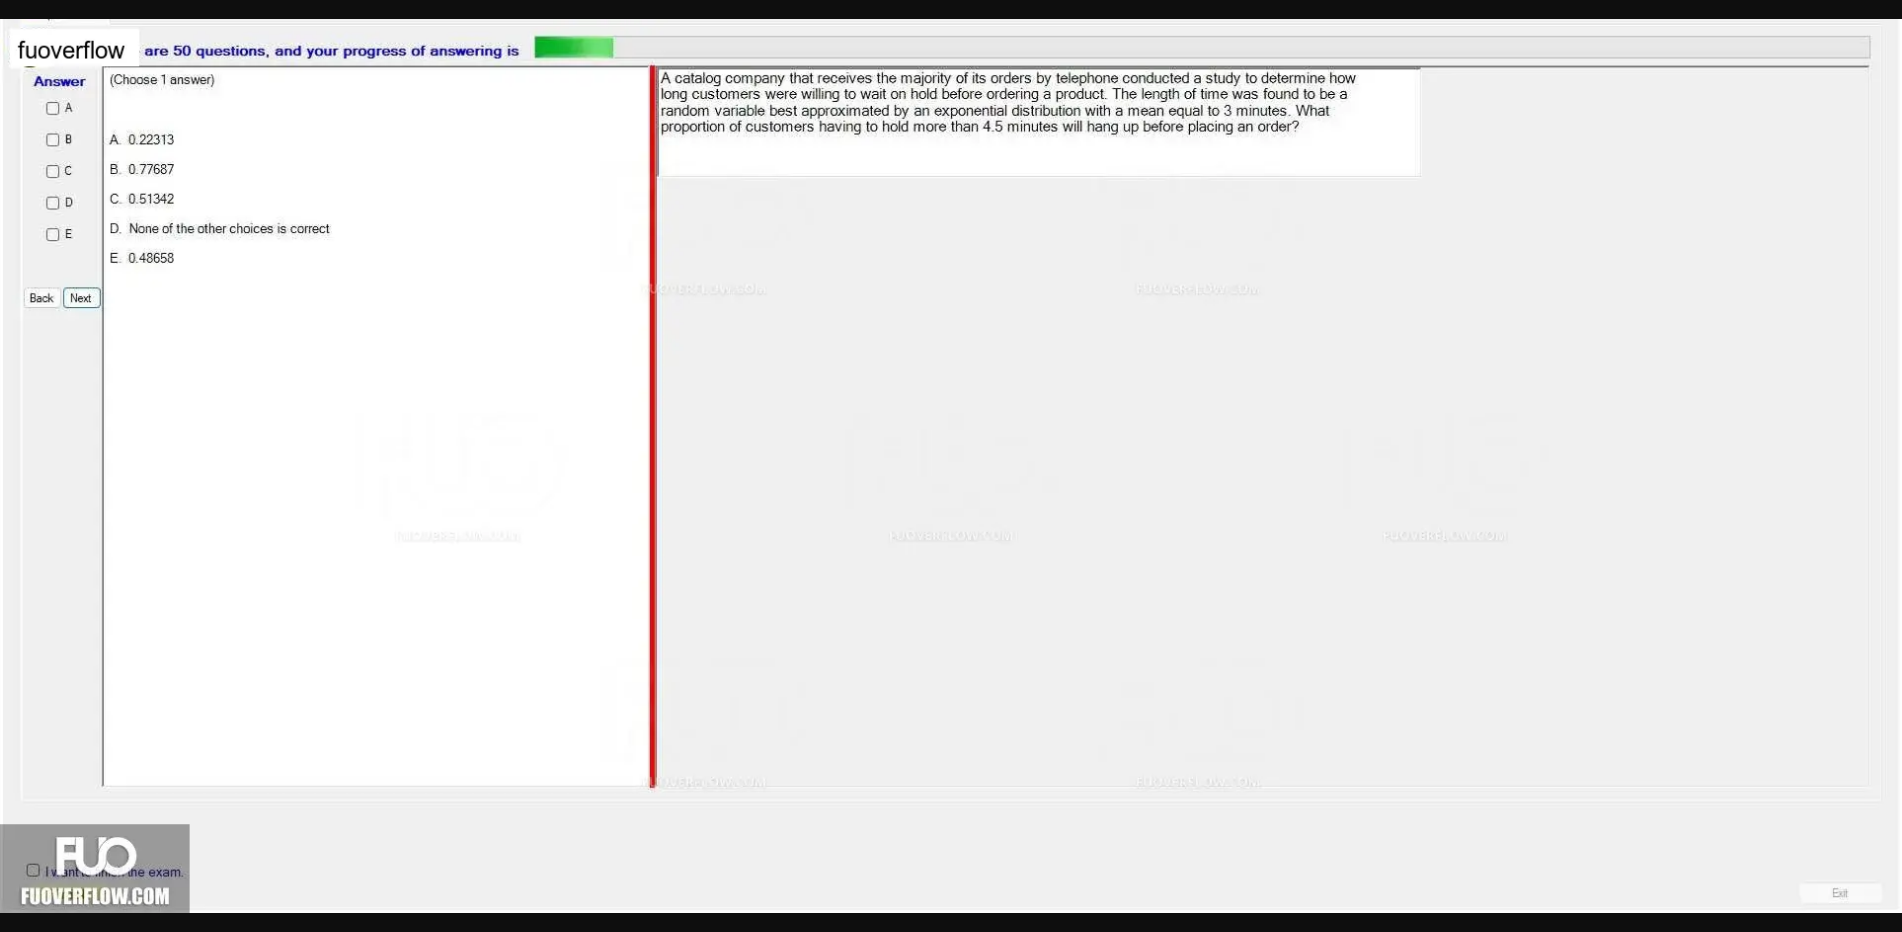 fuoverflow are 50 questions, and your progress of answering is
Answer
(Choose 1 answer)
A catalog company that receives the majority of its orders by telephone conducted a study to determine how
long customers were willing to wait on hold before ordering a product. The length of time was found to be a
random variable best approximated by an exponential distribution with a mean equal to 3 minutes. What
proportion of customers having to hold more than 4.5 minutes will hang up before placing an order?
A
B
C
D
E
A. 0.22313
B. 0.77687
C. 0.51342
D. None of the other choices is correct
E. 0.48658
Back Next
FUOVERFLOW.COM
FUOVERFLOW.COM
FUOVERFLOW.COM
FUOVERFLOW.COM
FUOVERFLOW.COM
FUOVERFLOW.COM
FUOVERFLOW.COM
FUO
I want to finish the exam.
FUOVERFLOW.COM
Exit